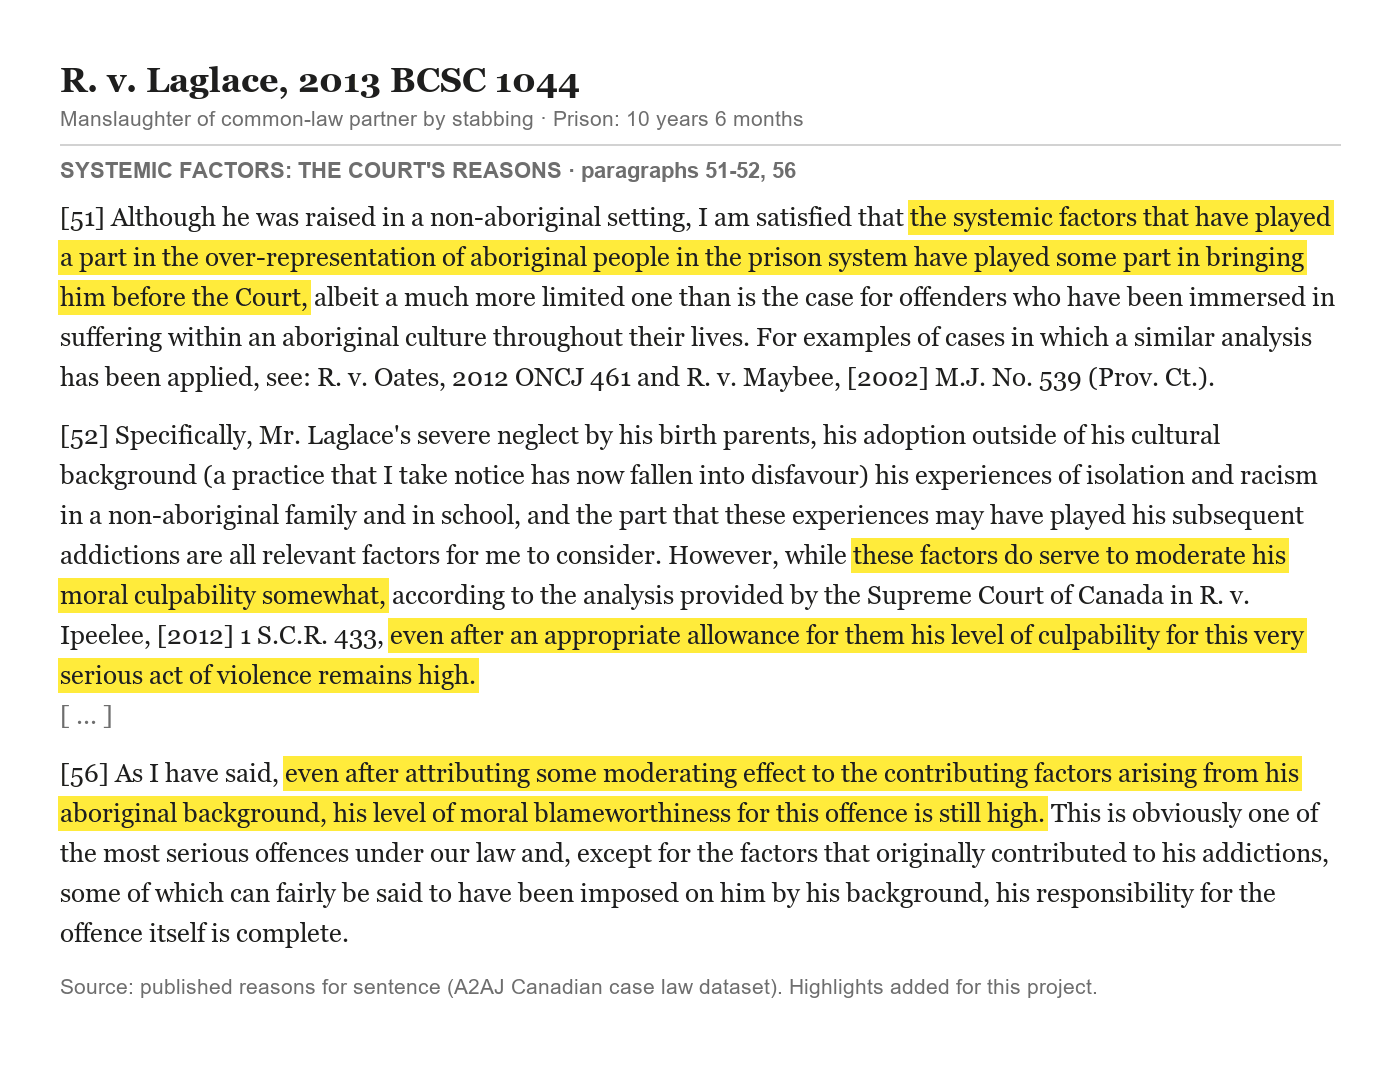 R. v. Laglace, 2013 BCSC 1044
Manslaughter of common-law partner by stabbing · Prison: 10 years 6 months
SYSTEMIC FACTORS: THE COURT'S REASONS · paragraphs 51-52, 56
[51] Although he was raised in a non-aboriginal setting, I am satisfied that the systemic factors that have played
a part in the over-representation of aboriginal people in the prison system have played some part in bringing
him before the Court, albeit a much more limited one than is the case for offenders who have been immersed in
suffering within an aboriginal culture throughout their lives. For examples of cases in which a similar analysis
has been applied, see: R. v. Oates, 2012 ONCJ 461 and R. v. Maybee, [2002] M.J. No. 539 (Prov. Ct.).
[52] Specifically, Mr. Laglace's severe neglect by his birth parents, his adoption outside of his cultural
background (a practice that I take notice has now fallen into disfavour) his experiences of isolation and racism
in a non-aboriginal family and in school, and the part that these experiences may have played his subsequent
addictions are all relevant factors for me to consider. However, while these factors do serve to moderate his
moral culpability somewhat, according to the analysis provided by the Supreme Court of Canada in R. v.
Ipeelee, [2012] 1 S.C.R. 433, even after an appropriate allowance for them his level of culpability for this very
serious act of violence remains high.
[ ... ]
[56] As I have said, even after attributing some moderating effect to the contributing factors arising from his
aboriginal background, his level of moral blameworthiness for this offence is still high. This is obviously one of
the most serious offences under our law and, except for the factors that originally contributed to his addictions,
some of which can fairly be said to have been imposed on him by his background, his responsibility for the
offence itself is complete.
Source: published reasons for sentence (A2AJ Canadian case law dataset). Highlights added for this project.